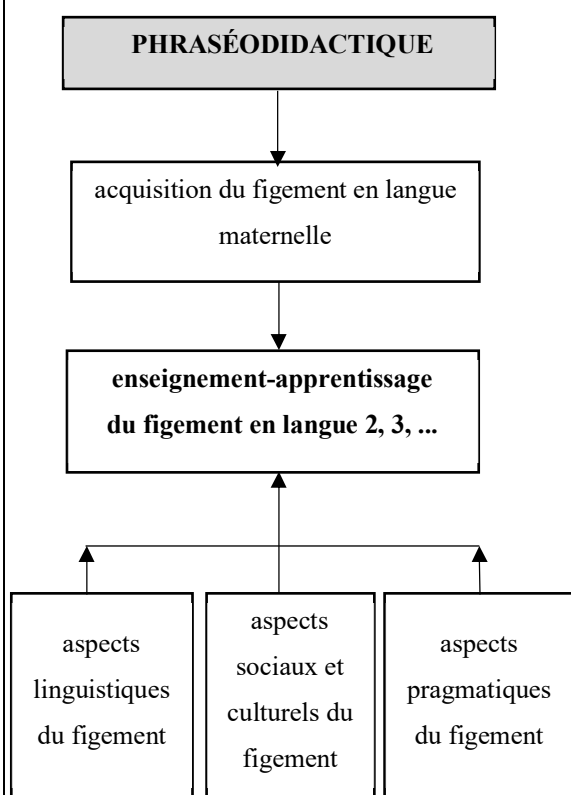 PHRASÉODIDACTIQUE
acquisition du figement en langue
maternelle
enseignement-apprentissage
du figement en langue 2, 3, ...
aspects
linguistiques
du figement
aspects
sociaux et
culturels du
figement
aspects
pragmatiques
du figement